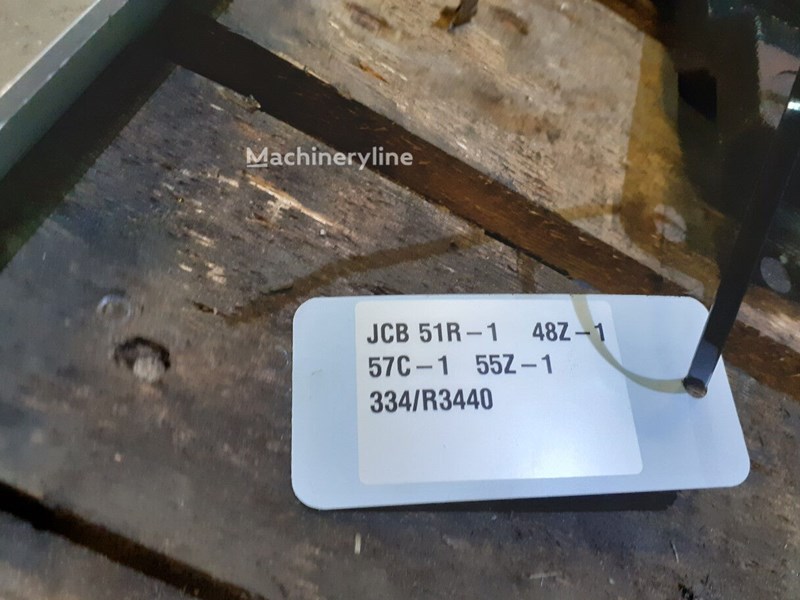 Machineryline
JCB 51R-1 48Z-1
57C-1 55Z-1
334/R3440